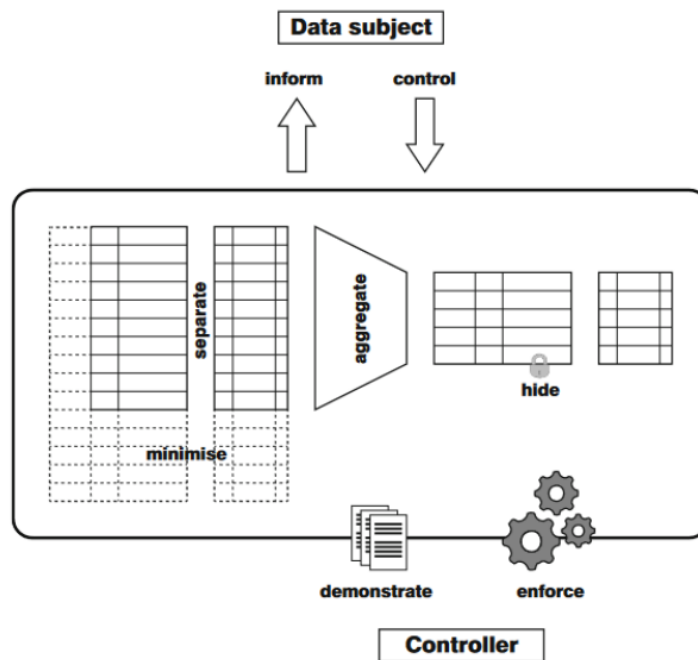 Data subject
inform
control
separate
aggregate
hide
minimise
demonstrate
enforce
Controller